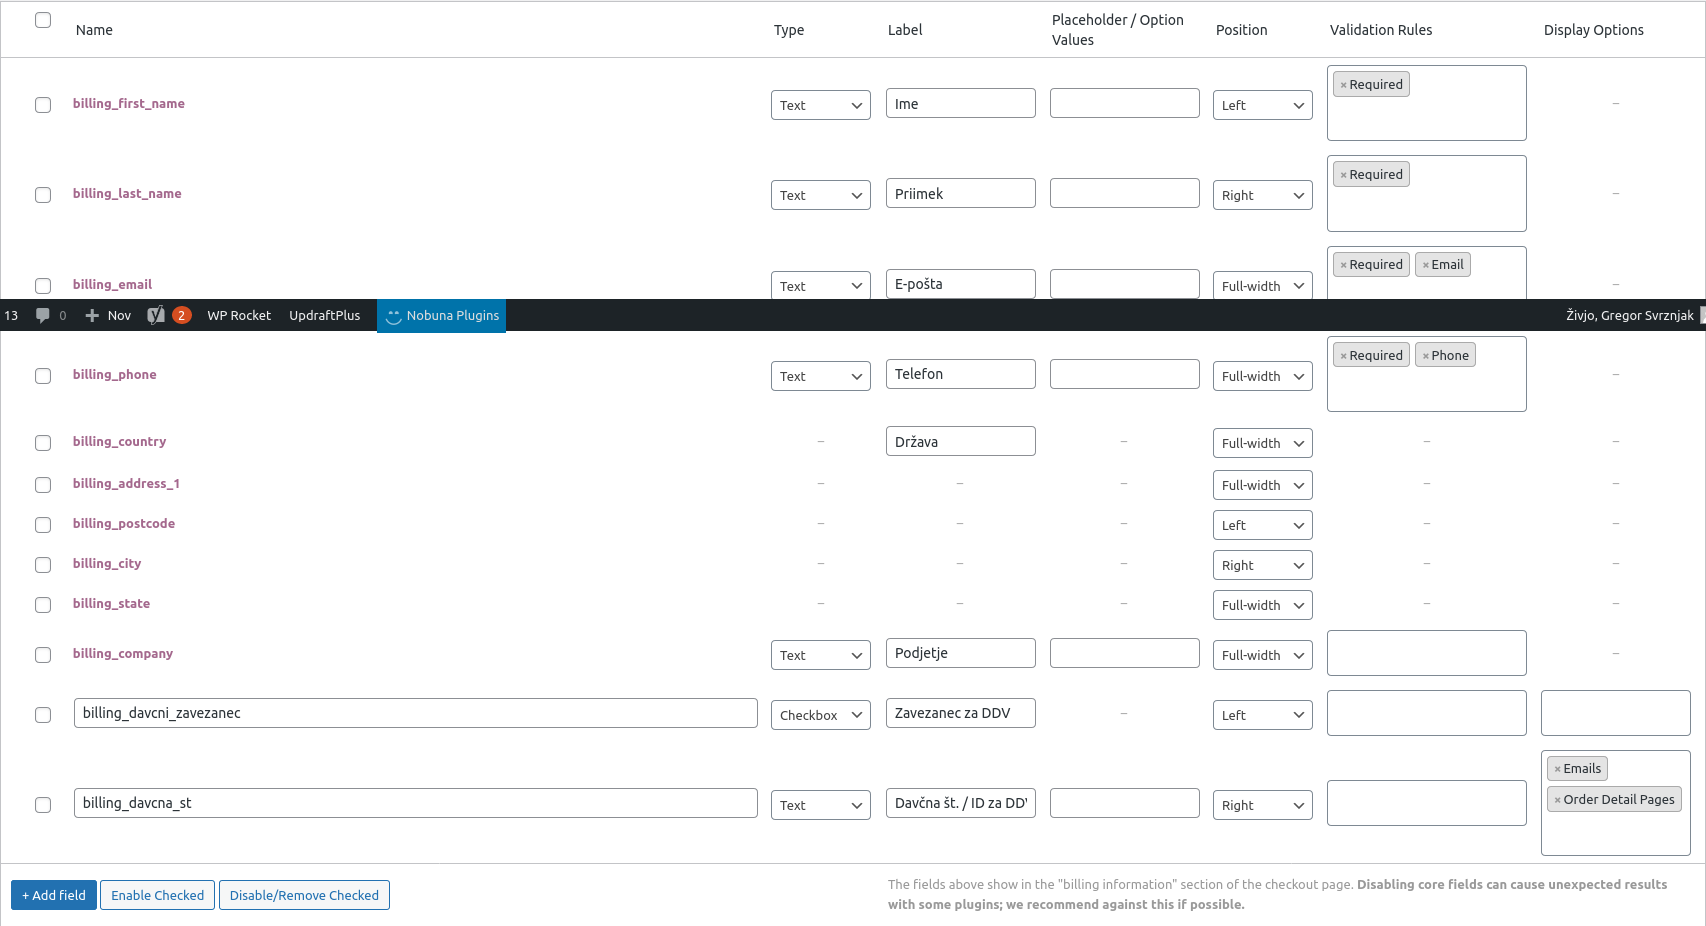 Name Type Label Placeholder / Option Values Position Validation Rules Display Options
billing_first_name Text Ime Left × Required –
billing_last_name Text Priimek Right × Required –
billing_email Text E-pošta Full-width × Required × Email –
13 0 + Nov 2 WP Rocket UpdraftPlus Nobuna Plugins Živjo, Gregor Svrznjak
billing_phone Text Telefon Full-width × Required × Phone –
billing_country – Država – Full-width – –
billing_address_1 – – – Full-width – –
billing_postcode – – – Left – –
billing_city – – – Right – –
billing_state – – – Full-width – –
billing_company Text Podjetje Full-width –
billing_davcni_zavezanec Checkbox Zavezanec za DDV – Left
billing_davcna_st Text Davčna št. / ID za DDV Right × Emails × Order Detail Pages
+ Add field Enable Checked Disable/Remove Checked
The fields above show in the "billing information" section of the checkout page. Disabling core fields can cause unexpected results
with some plugins; we recommend against this if possible.